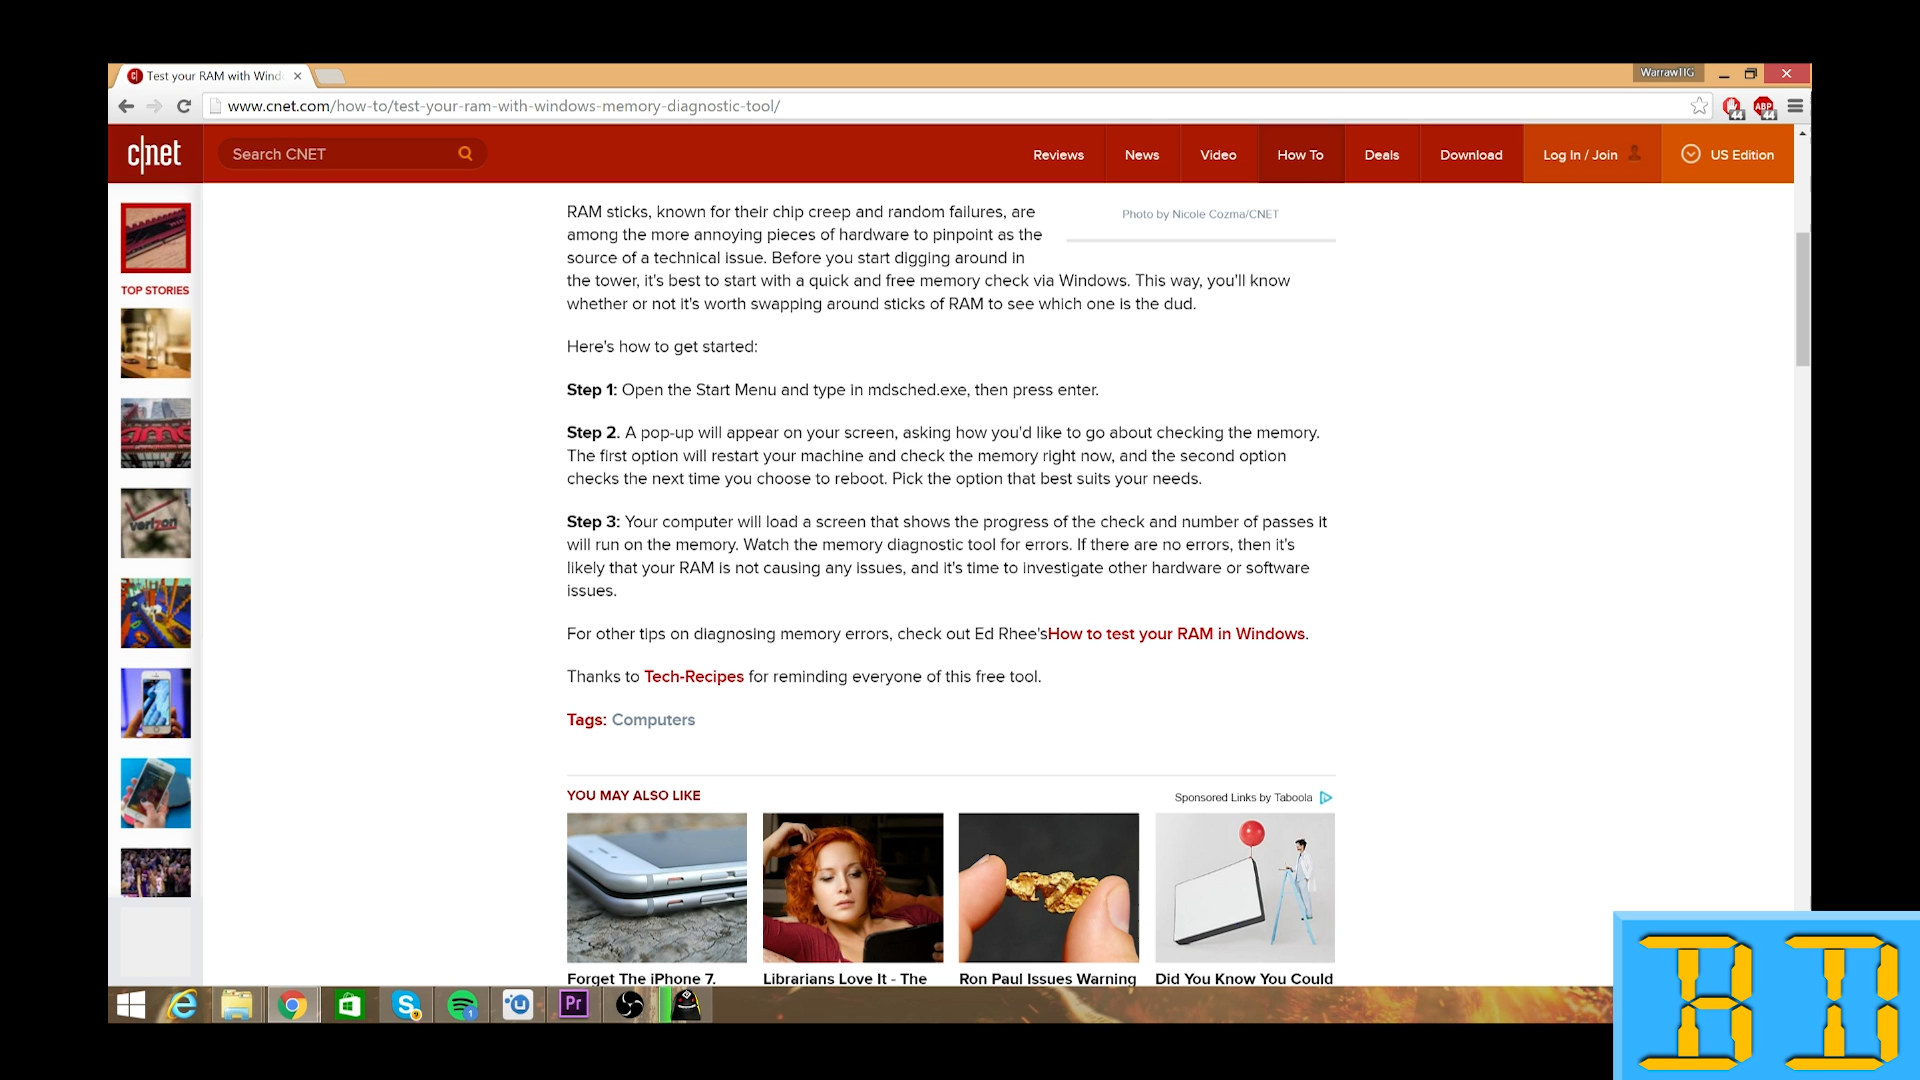 Test your RAM with Wind
WarrawTIG
www.cnet.com/how-to/test-your-ram-with-windows-memory-diagnostic-tool/
ABP
44
44
c|net
Search CNET
Reviews
News
Video
How To
Deals
Download
Log In / Join
US Edition
RAM sticks, known for their chip creep and random failures, are
among the more annoying pieces of hardware to pinpoint as the
source of a technical issue. Before you start digging around in
the tower, it's best to start with a quick and free memory check via Windows. This way, you'll know
whether or not it's worth swapping around sticks of RAM to see which one is the dud.
Photo by Nicole Cozma/CNET
TOP STORIES
Here's how to get started:
Step 1: Open the Start Menu and type in mdsched.exe, then press enter.
Step 2. A pop-up will appear on your screen, asking how you'd like to go about checking the memory.
The first option will restart your machine and check the memory right now, and the second option
checks the next time you choose to reboot. Pick the option that best suits your needs.
Step 3: Your computer will load a screen that shows the progress of the check and number of passes it
will run on the memory. Watch the memory diagnostic tool for errors. If there are no errors, then it's
likely that your RAM is not causing any issues, and it's time to investigate other hardware or software
issues.
For other tips on diagnosing memory errors, check out Ed Rhee'sHow to test your RAM in Windows.
Thanks to Tech-Recipes for reminding everyone of this free tool.
Tags: Computers
amc
verizon
YOU MAY ALSO LIKE
Sponsored Links by Taboola
Forget The iPhone 7.
Librarians Love It - The
Ron Paul Issues Warning
Did You Know You Could
Pr
BD